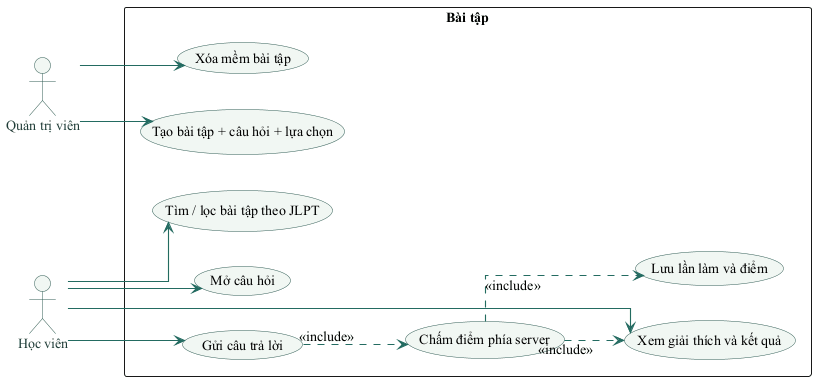 Bài tập
Xóa mềm bài tập
Quản trị viên
Tạo bài tập + câu hỏi + lựa chọn
Tìm / lọc bài tập theo JLPT
Mở câu hỏi
Lưu lần làm và điểm
«include»
Học viên
Gửi câu trả lời
«include»
Chấm điểm phía server
«include»
Xem giải thích và kết quả